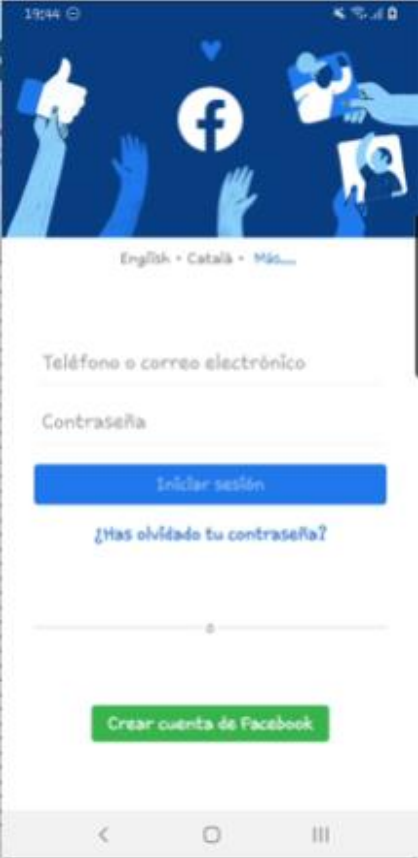 19:44
English • Català • Más...
Teléfono o correo electrónico
Contraseña
Iniciar sesión
¿Has olvidado tu contraseña?
o
Crear cuenta de Facebook